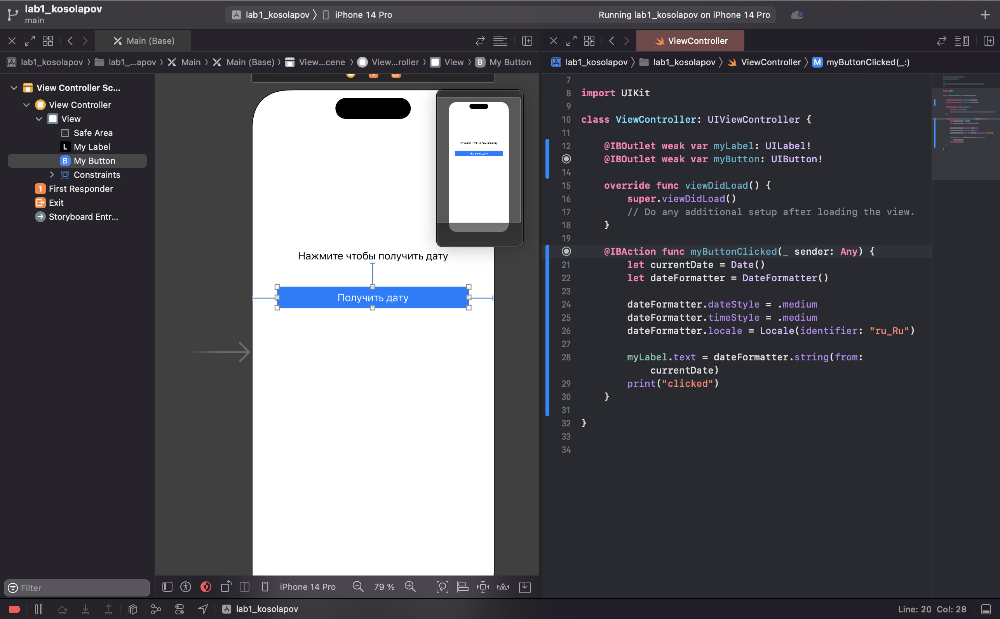 lab1_kosolapov
main
lab1_kosolapov 〉 iPhone 14 Pro
Running lab1_kosolapov on iPhone 14 Pro
Main (Base)
lab1_kosolapov 〉 lab1_...apov 〉 Main 〉 Main (Base) 〉 View...cene 〉 View...roller 〉 View 〉 B My Button
View Controller Sc...
View Controller
View
Safe Area
L My Label
B My Button
Constraints
1 First Responder
Exit
Storyboard Entr...
Filter
Нажмите чтобы получить дату
Получить дату
Нажмите чтобы получить дату
Получить дату
iPhone 14 Pro
79 %
ViewController
lab1_kosolapov 〉 lab1_kosolapov 〉 ViewController 〉 M myButtonClicked(_:)
7
8 import UIKit
9
10 class ViewController: UIViewController {
11
12 @IBOutlet weak var myLabel: UILabel!
@IBOutlet weak var myButton: UIButton!
14
15 override func viewDidLoad() {
16 super.viewDidLoad()
17 // Do any additional setup after loading the view.
18 }
19
@IBAction func myButtonClicked(_ sender: Any) {
21 let currentDate = Date()
22 let dateFormatter = DateFormatter()
23
24 dateFormatter.dateStyle = .medium
25 dateFormatter.timeStyle = .medium
26 dateFormatter.locale = Locale(identifier: "ru_Ru")
27
28 myLabel.text = dateFormatter.string(from:
currentDate)
29 print("clicked")
30 }
31
32 }
33
34
lab1_kosolapov
Line: 20 Col: 28